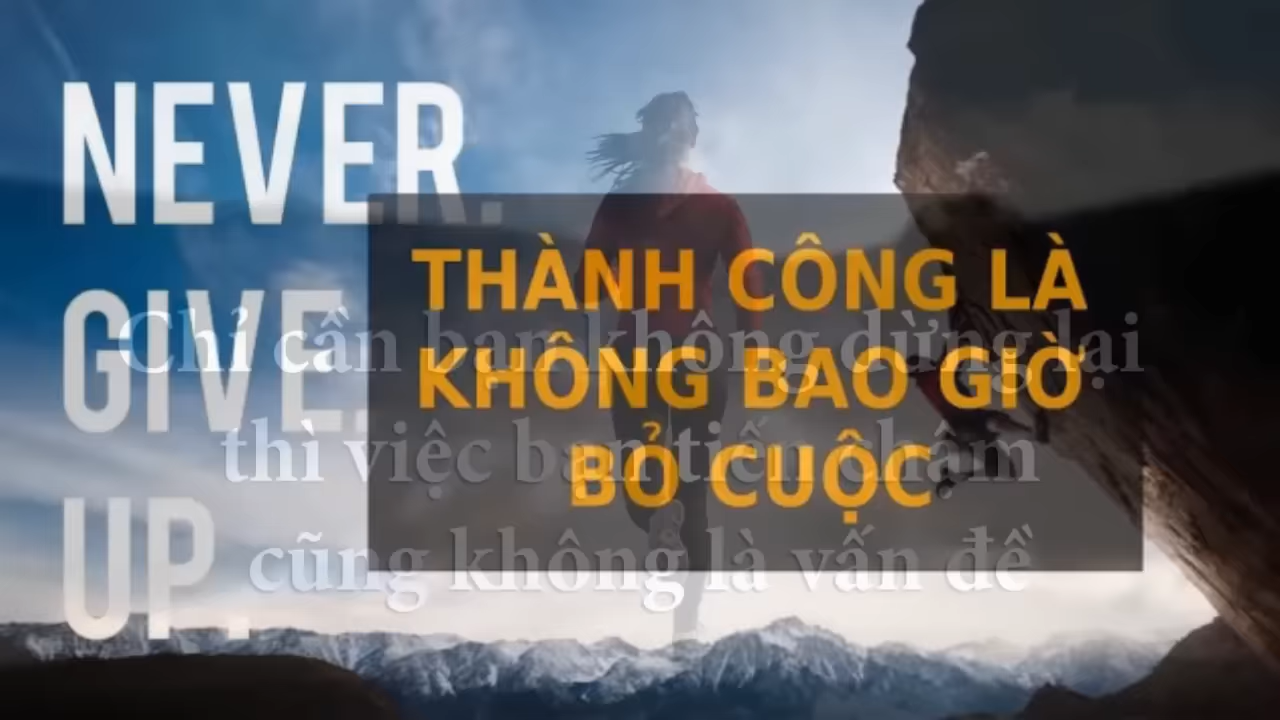 NEVER.
GIVE.
UP.
THÀNH CÔNG LÀ
KHÔNG BAO GIỜ
BỎ CUỘC
Chỉ cần bạn không dừng lại
thì việc bạn tiến chậm
cũng không là vấn đề